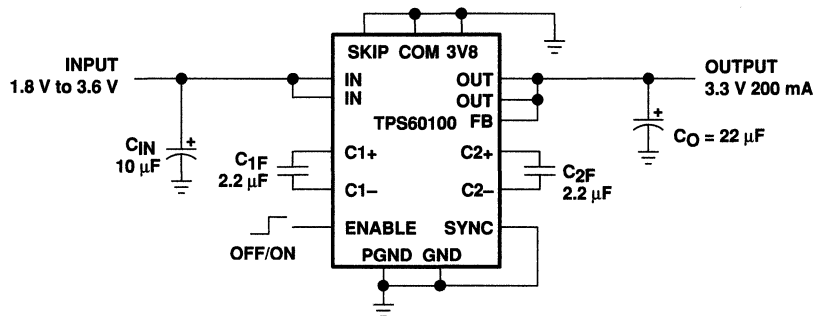 SKIP COM 3V8
INPUT
1.8 V to 3.6 V
IN
IN
OUT
OUT
FB
TPS60100
OUTPUT
3.3 V 200 mA
CIN
10 µF
+
+
CO = 22 µF
C1F
2.2 µF
C1+
C1–
C2+
C2–
C2F
2.2 µF
ENABLE
SYNC
OFF/ON
PGND GND